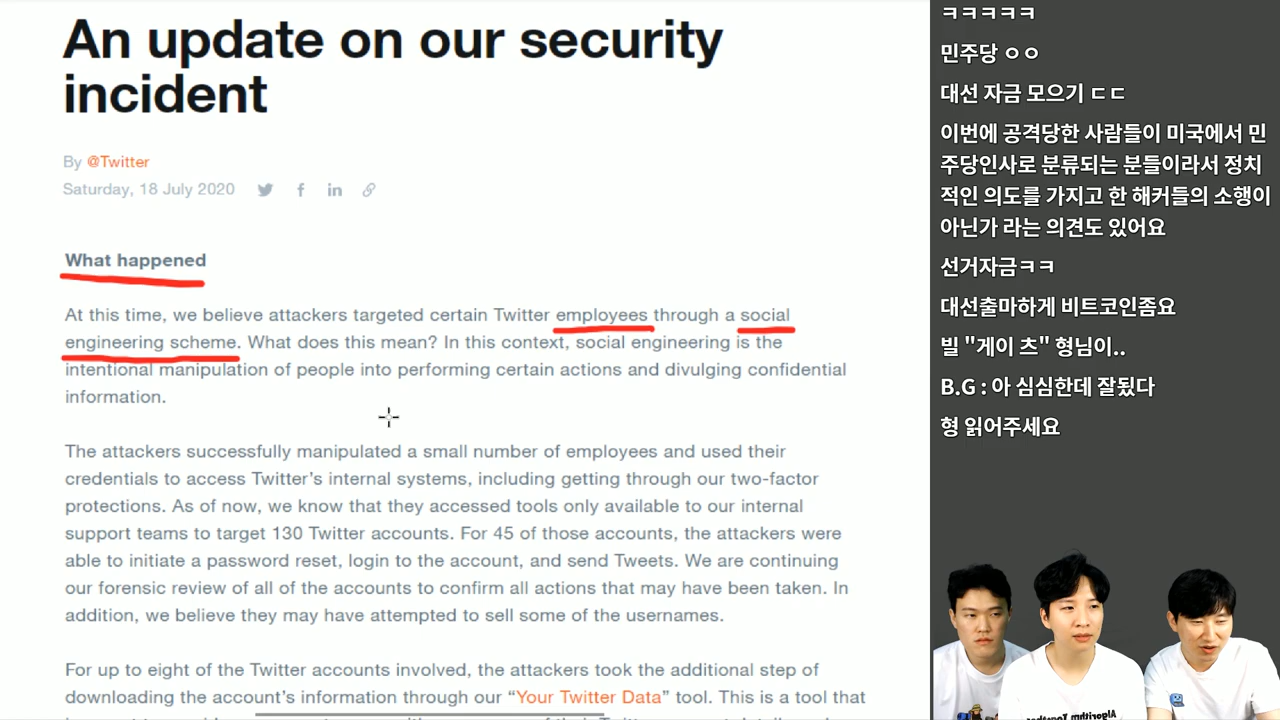 An update on our security
incident
By @Twitter
Saturday, 18 July 2020
What happened
At this time, we believe attackers targeted certain Twitter employees through a social
engineering scheme. What does this mean? In this context, social engineering is the
intentional manipulation of people into performing certain actions and divulging confidential
information.
The attackers successfully manipulated a small number of employees and used their
credentials to access Twitter's internal systems, including getting through our two-factor
protections. As of now, we know that they accessed tools only available to our internal
support teams to target 130 Twitter accounts. For 45 of those accounts, the attackers were
able to initiate a password reset, login to the account, and send Tweets. We are continuing
our forensic review of all of the accounts to confirm all actions that may have been taken. In
addition, we believe they may have attempted to sell some of the usernames.
For up to eight of the Twitter accounts involved, the attackers took the additional step of
downloading the account's information through our “Your Twitter Data” tool. This is a tool that
ㅋㅋㅋㅋㅋ
민주당 ㅇㅇ
대선 자금 모으기 ㄷㄷ
이번에 공격당한 사람들이 미국에서 민
주당인사로 분류되는 분들이라서 정치
적인 의도를 가지고 한 해커들의 소행이
아닌가 라는 의견도 있어요
선거자금ㅋㅋ
대선출마하게 비트코인좀요
빌 "게이 츠" 형님이..
B.G : 아 심심한데 잘됬다
형 읽어주세요